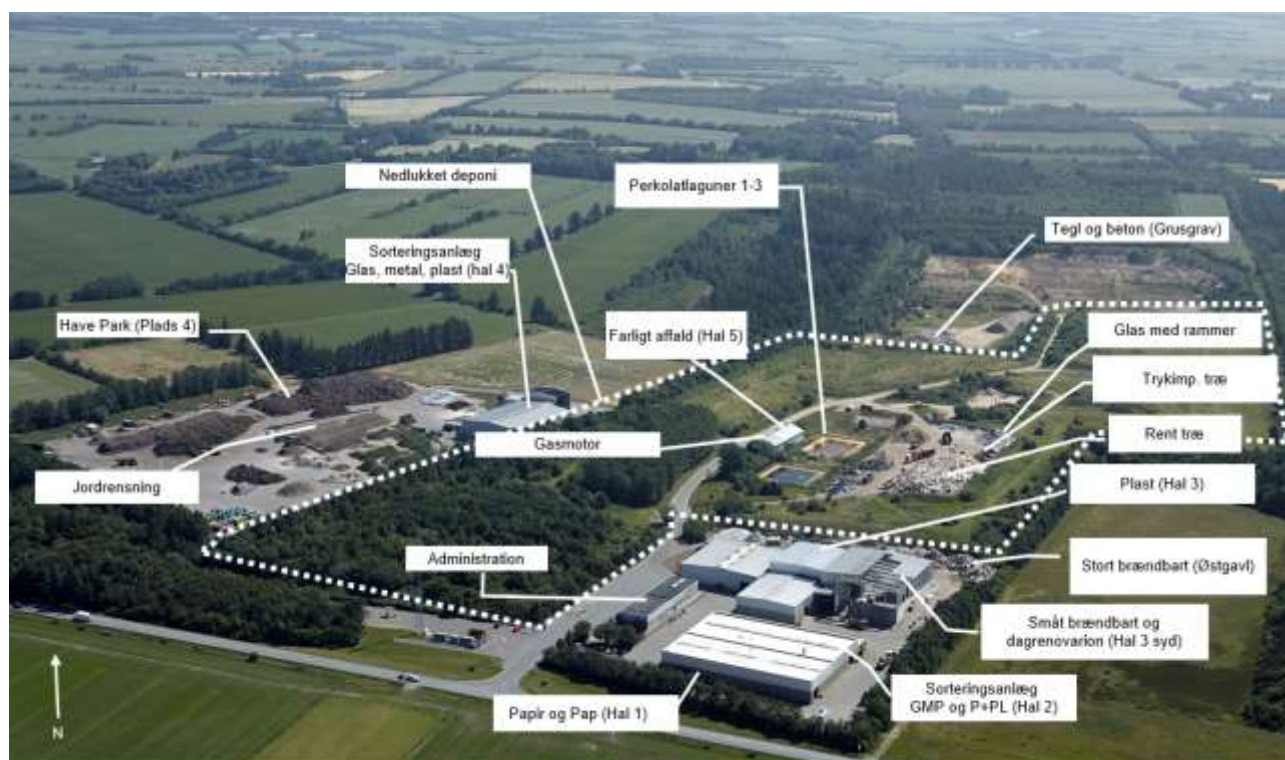 Nedlukket deponi
Perkolatlaguner 1-3
Tegl og beton (Grusgrav)
Sorteringsanlæg
Glas, metal, plast (hal 4)
Have Park (Plads 4)
Farligt affald (Hal 5)
Glas med rammer
Trykimp. træ
Gasmotor
Rent træ
Jordrensning
Plast (Hal 3)
Administration
Stort brændbart (Østgavl)
Småt brændbart og
dagrenovarion (Hal 3 syd)
Sorteringsanlæg
GMP og P+PL (Hal 2)
Papir og Pap (Hal 1)
N